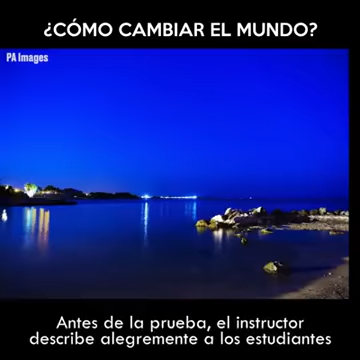 ¿CÓMO CAMBIAR EL MUNDO?
PA Images
Antes de la prueba, el instructor
describe alegremente a los estudiantes